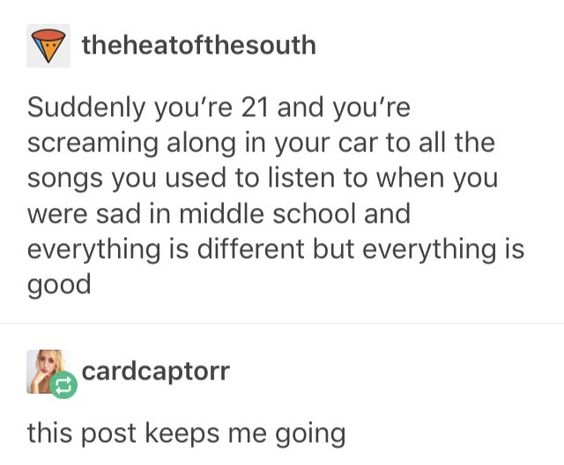 theheatofthesouth
Suddenly you're 21 and you're
screaming along in your car to all the
songs you used to listen to when you
were sad in middle school and
everything is different but everything is
good
cardcaptorr
this post keeps me going